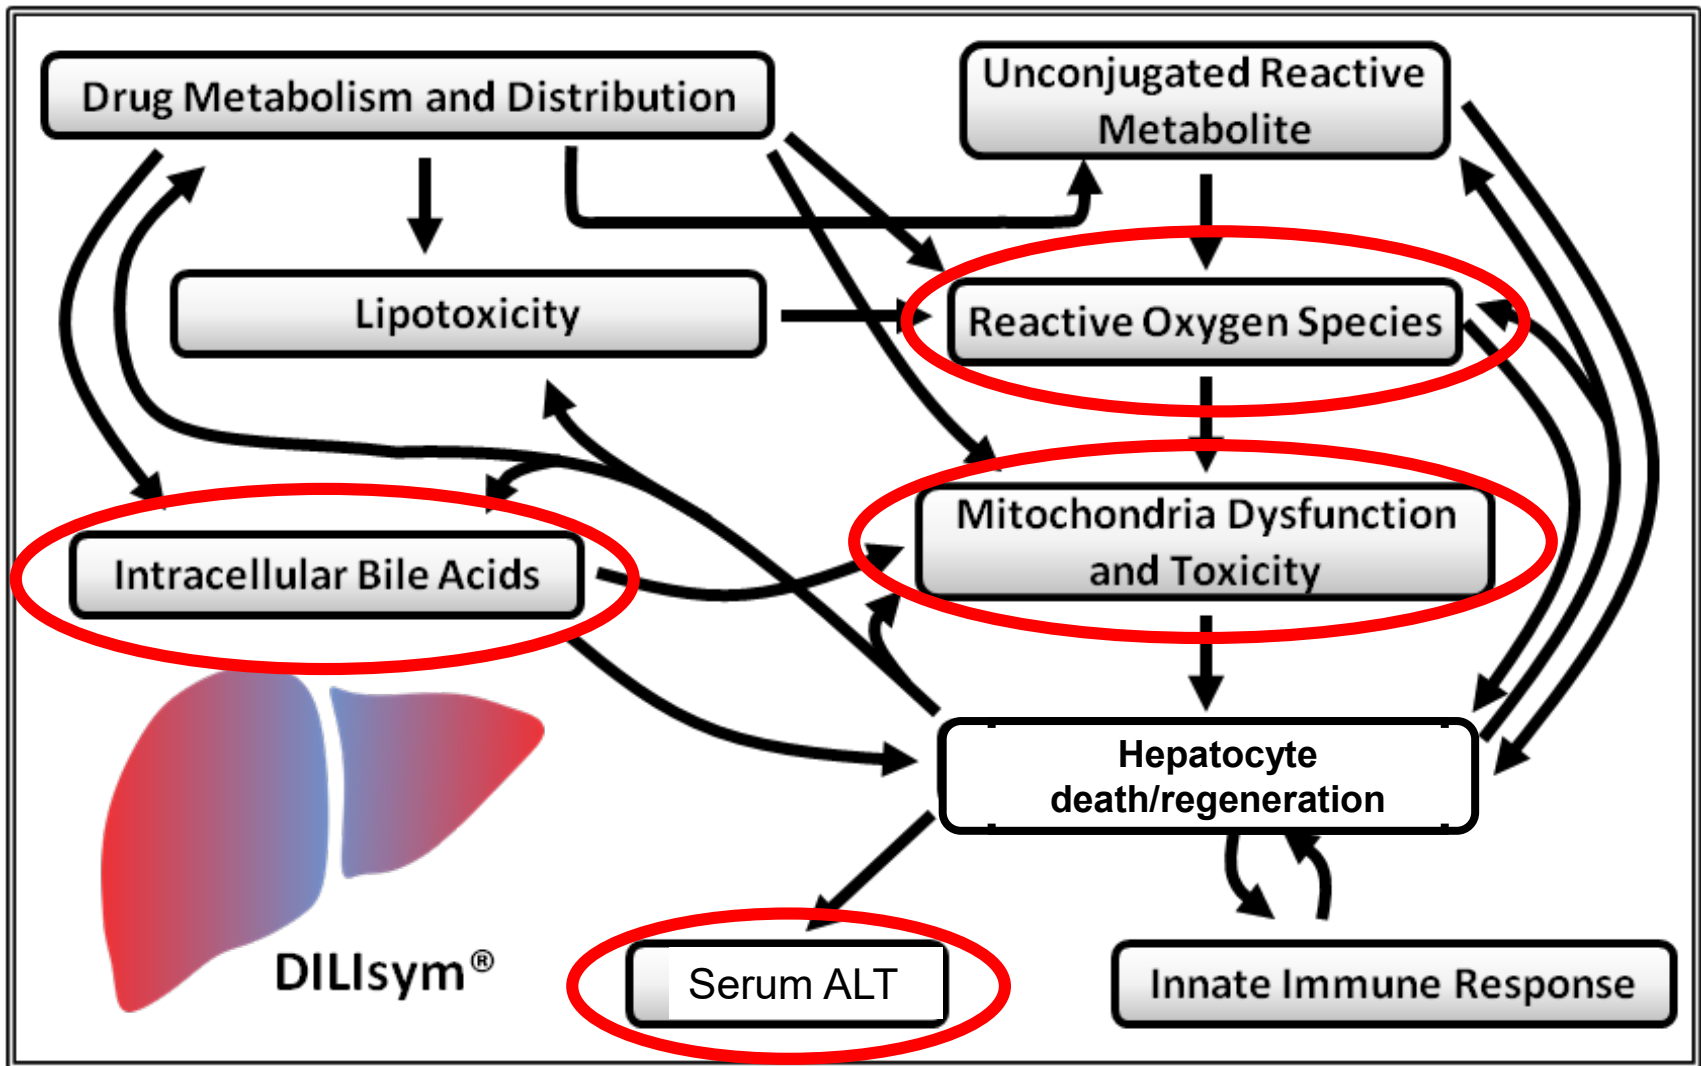 Drug Metabolism and Distribution
Unconjugated Reactive
Metabolite
Lipotoxicity
Reactive Oxygen Species
Mitochondria Dysfunction
and Toxicity
Intracellular Bile Acids
Hepatocyte
death/regeneration
DILIsym®
Serum ALT
Innate Immune Response